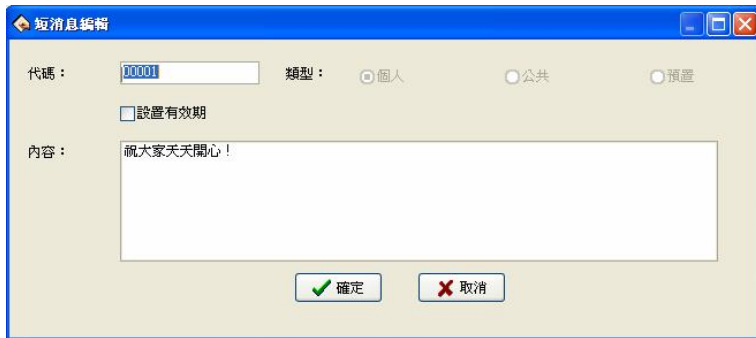 短消息編輯
代碼： 00001 類型： 個人 公共 預置
設置有效期
內容： 祝大家天天開心！
確定 取消